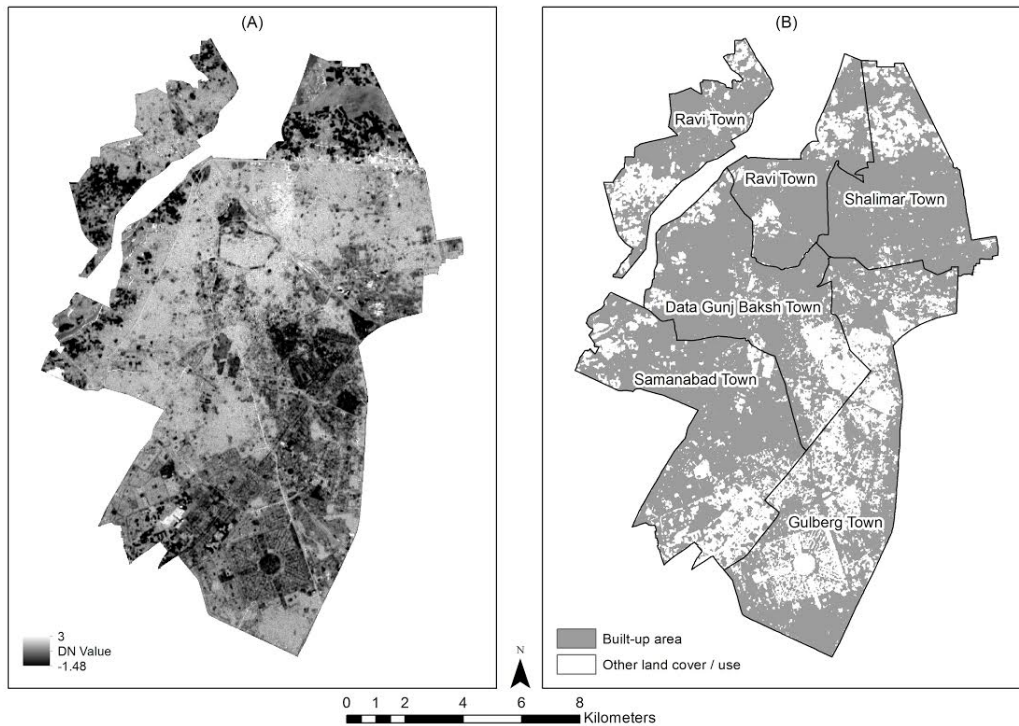 (A)
(B)
Ravi Town
Ravi Town
Shalimar Town
Data Gunj Baksh Town
Samanabad Town
Gulberg Town
3
DN Value
-1.48
Built-up area
Other land cover / use
N
0 1 2 4 6 8
Kilometers